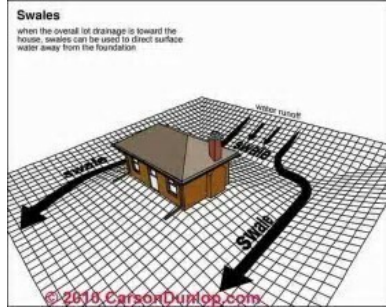 Swales
when the overall lot drainage is toward the
house, swales can be used to direct surface
water away from the foundation
water runoff
swale
swale
Swale
© 2010 CarsonDunlop.com